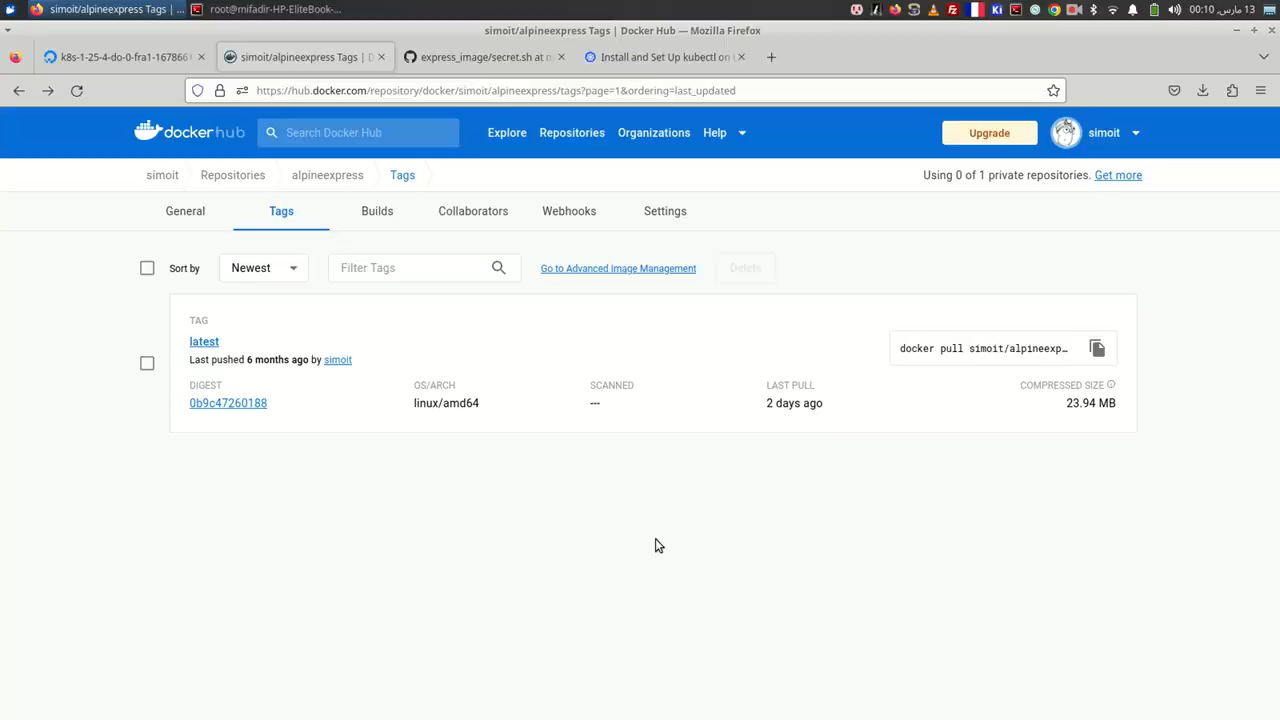 simoit/alpineexpress Tags | ...
root@mifadir-HP-EliteBook-...
Ki
13 مارس, 00:10
simoit/alpineexpress Tags | Docker Hub — Mozilla Firefox
k8s-1-25-4-do-0-fra1-167866
simoit/alpineexpress Tags | D
express_image/secret.sh at m
Install and Set Up kubectl on
https://hub.docker.com/repository/docker/simoit/alpineexpress/tags?page=1&ordering=last_updated
dockerhub
Search Docker Hub
Explore
Repositories
Organizations
Help
Upgrade
simoit
simoit
Repositories
alpineexpress
Tags
Using 0 of 1 private repositories. Get more
General
Tags
Builds
Collaborators
Webhooks
Settings
Sort by
Newest
Filter Tags
Go to Advanced Image Management
Delete
TAG
latest
Last pushed 6 months ago by simoit
docker pull simoit/alpineexp…
DIGEST
OS/ARCH
SCANNED
LAST PULL
COMPRESSED SIZE
0b9c47260188
linux/amd64
---
2 days ago
23.94 MB